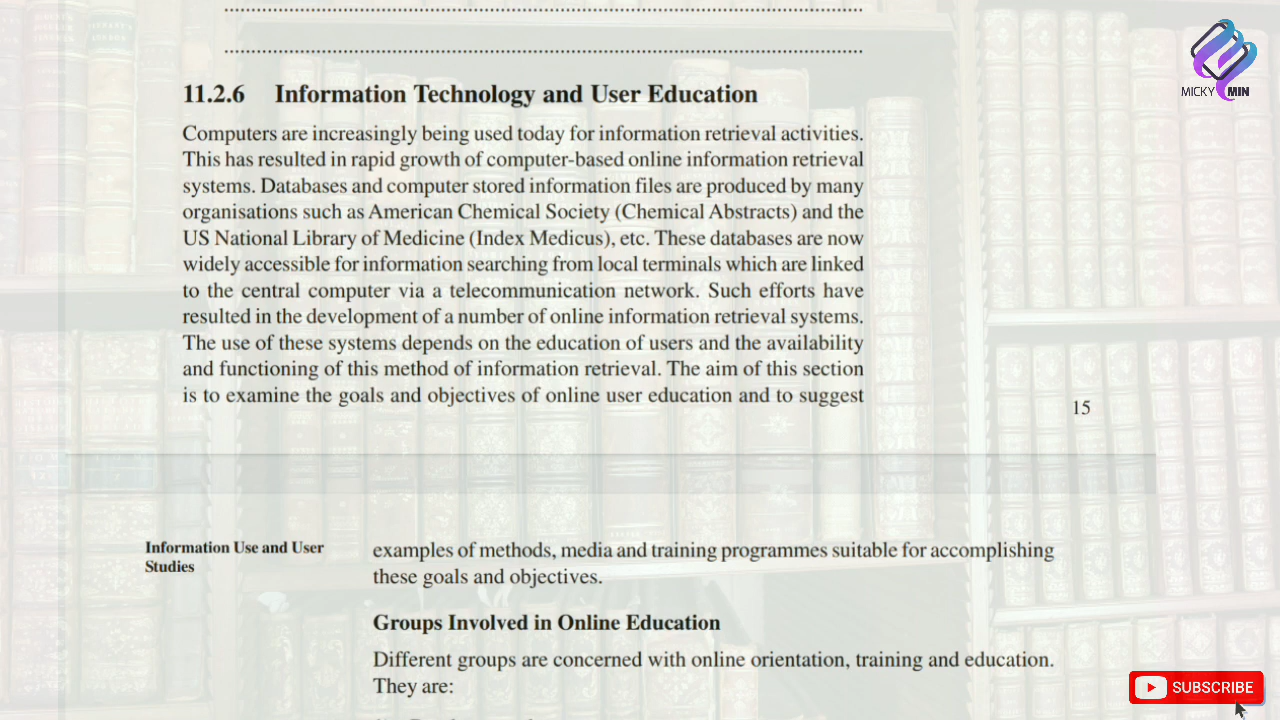 11.2.6 Information Technology and User Education
Computers are increasingly being used today for information retrieval activities.
This has resulted in rapid growth of computer-based online information retrieval
systems. Databases and computer stored information files are produced by many
organisations such as American Chemical Society (Chemical Abstracts) and the
US National Library of Medicine (Index Medicus), etc. These databases are now
widely accessible for information searching from local terminals which are linked
to the central computer via a telecommunication network. Such efforts have
resulted in the development of a number of online information retrieval systems.
The use of these systems depends on the education of users and the availability
and functioning of this method of information retrieval. The aim of this section
is to examine the goals and objectives of online user education and to suggest
15
Information Use and User
Studies
examples of methods, media and training programmes suitable for accomplishing
these goals and objectives.
Groups Involved in Online Education
Different groups are concerned with online orientation, training and education.
They are:
MICKY MIN
SUBSCRIBE